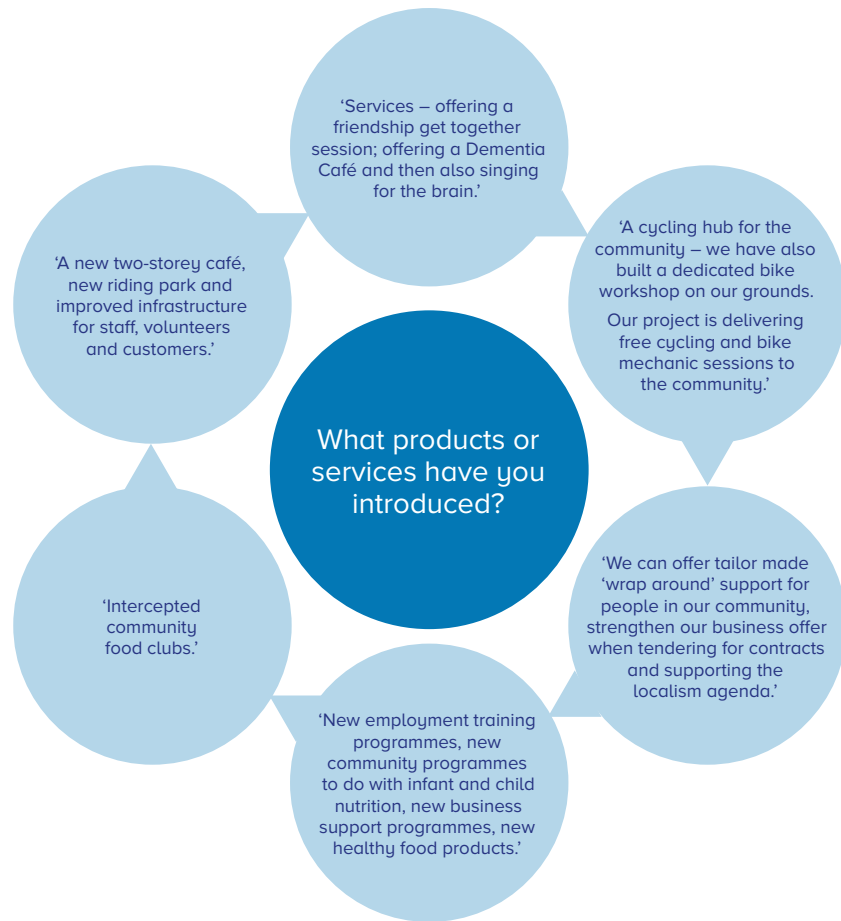 ‘Services – offering a
friendship get together
session; offering a Dementia
Café and then also singing
for the brain.’
‘A cycling hub for the
community – we have also
built a dedicated bike
workshop on our grounds.
Our project is delivering
free cycling and bike
mechanic sessions to
the community.’
‘We can offer tailor made
‘wrap around’ support for
people in our community,
strengthen our business offer
when tendering for contracts
and supporting the
localism agenda.’
‘New employment training
programmes, new
community programmes
to do with infant and child
nutrition, new business
support programmes, new
healthy food products.’
‘Intercepted
community
food clubs.’
‘A new two-storey café,
new riding park and
improved infrastructure
for staff, volunteers
and customers.’
What products or
services have you
introduced?